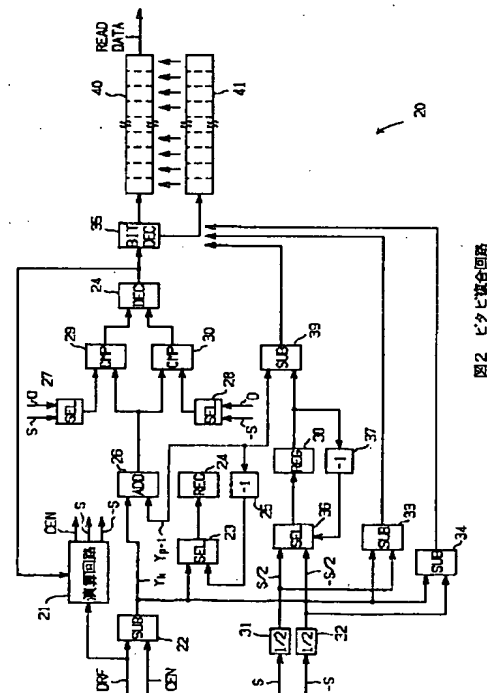 READ
DATA
40
41
20
35
BIT
DEC
24
DEC
29
CMP
CMP
30
27
SEL
S
0
SEL
28
0
-S
CEN
S
-S
演算回路
21
26
ADD
Yk
Yp-1
24
REC
-1
25
23
SEL
SUB
22
DRF
CEN
39
SUB
REG
-1
37
36
SEL
S/2
-S/2
SUB
33
SUB
34
31
1/2
1/2
32
S
-S
図2 ビタビ複合回路